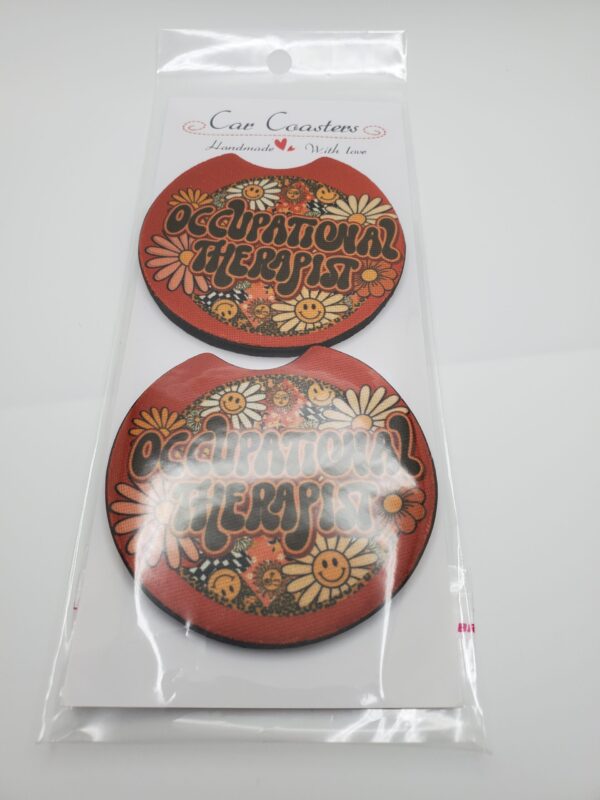 Car Coasters
Handmade With love
OCCUPATIONAL
THERAPIST
OCCUPATIONAL
THERAPIST